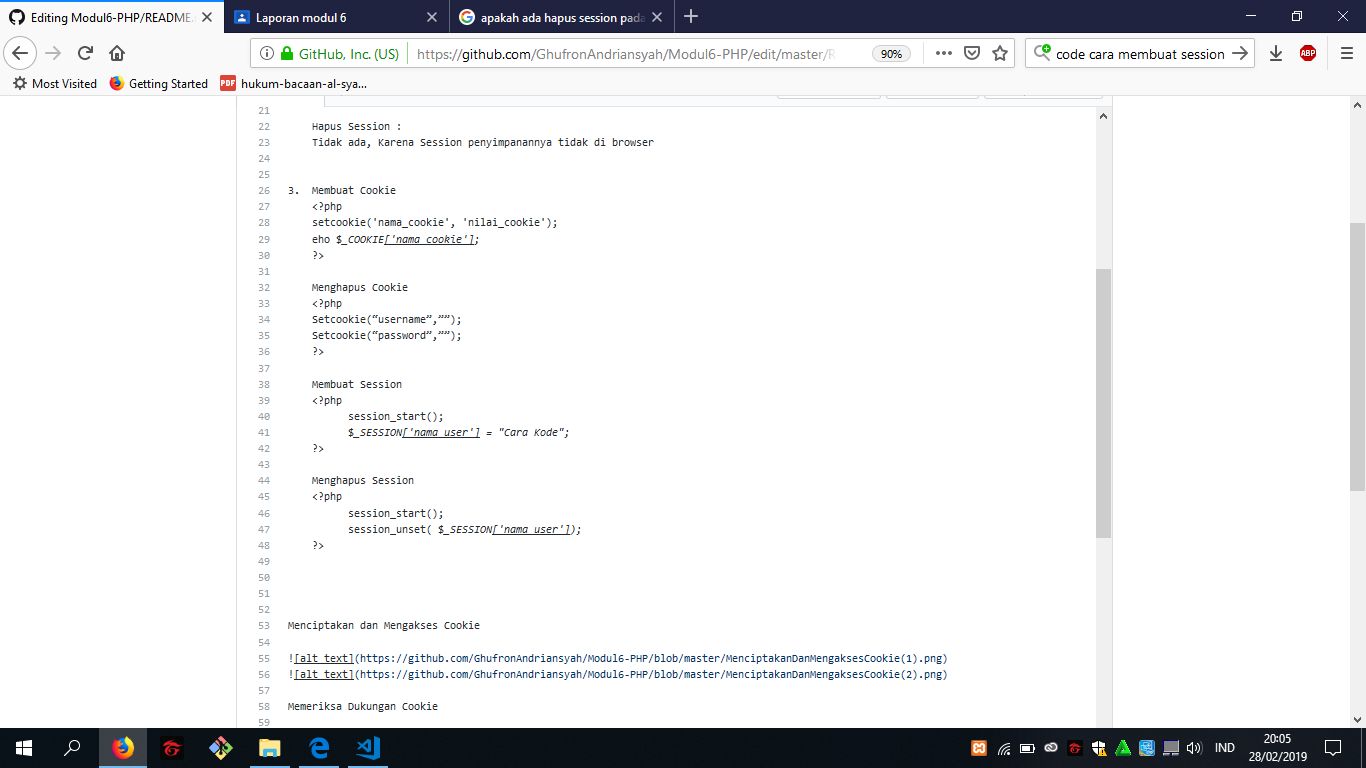 Editing Modul6-PHP/README.
Laporan modul 6
apakah ada hapus session pada
GitHub, Inc. (US)
https://github.com/GhufronAndriansyah/Modul6-PHP/edit/master/R
90%
code cara membuat session
ABP
Most Visited
Getting Started
PDF
hukum-bacaan-al-sya...
21
22 Hapus Session :
23 Tidak ada, Karena Session penyimpanannya tidak di browser
24
25
26 3. Membuat Cookie
27 <?php
28 setcookie('nama_cookie', 'nilai_cookie');
29 eho $_COOKIE['nama_cookie'];
30 ?>
31
32 Menghapus Cookie
33 <?php
34 Setcookie(“username”,””);
35 Setcookie(“password”,””);
36 ?>
37
38 Membuat Session
39 <?php
40 session_start();
41 $_SESSION['nama_user'] = "Cara Kode";
42 ?>
43
44 Menghapus Session
45 <?php
46 session_start();
47 session_unset( $_SESSION['nama_user']);
48 ?>
49
50
51
52
53 Menciptakan dan Mengakses Cookie
54
55 ![alt text](https://github.com/GhufronAndriansyah/Modul6-PHP/blob/master/MenciptakanDanMengaksesCookie(1).png)
56 ![alt text](https://github.com/GhufronAndriansyah/Modul6-PHP/blob/master/MenciptakanDanMengaksesCookie(2).png)
57
58 Memeriksa Dukungan Cookie
59
IND
20:05
28/02/2019